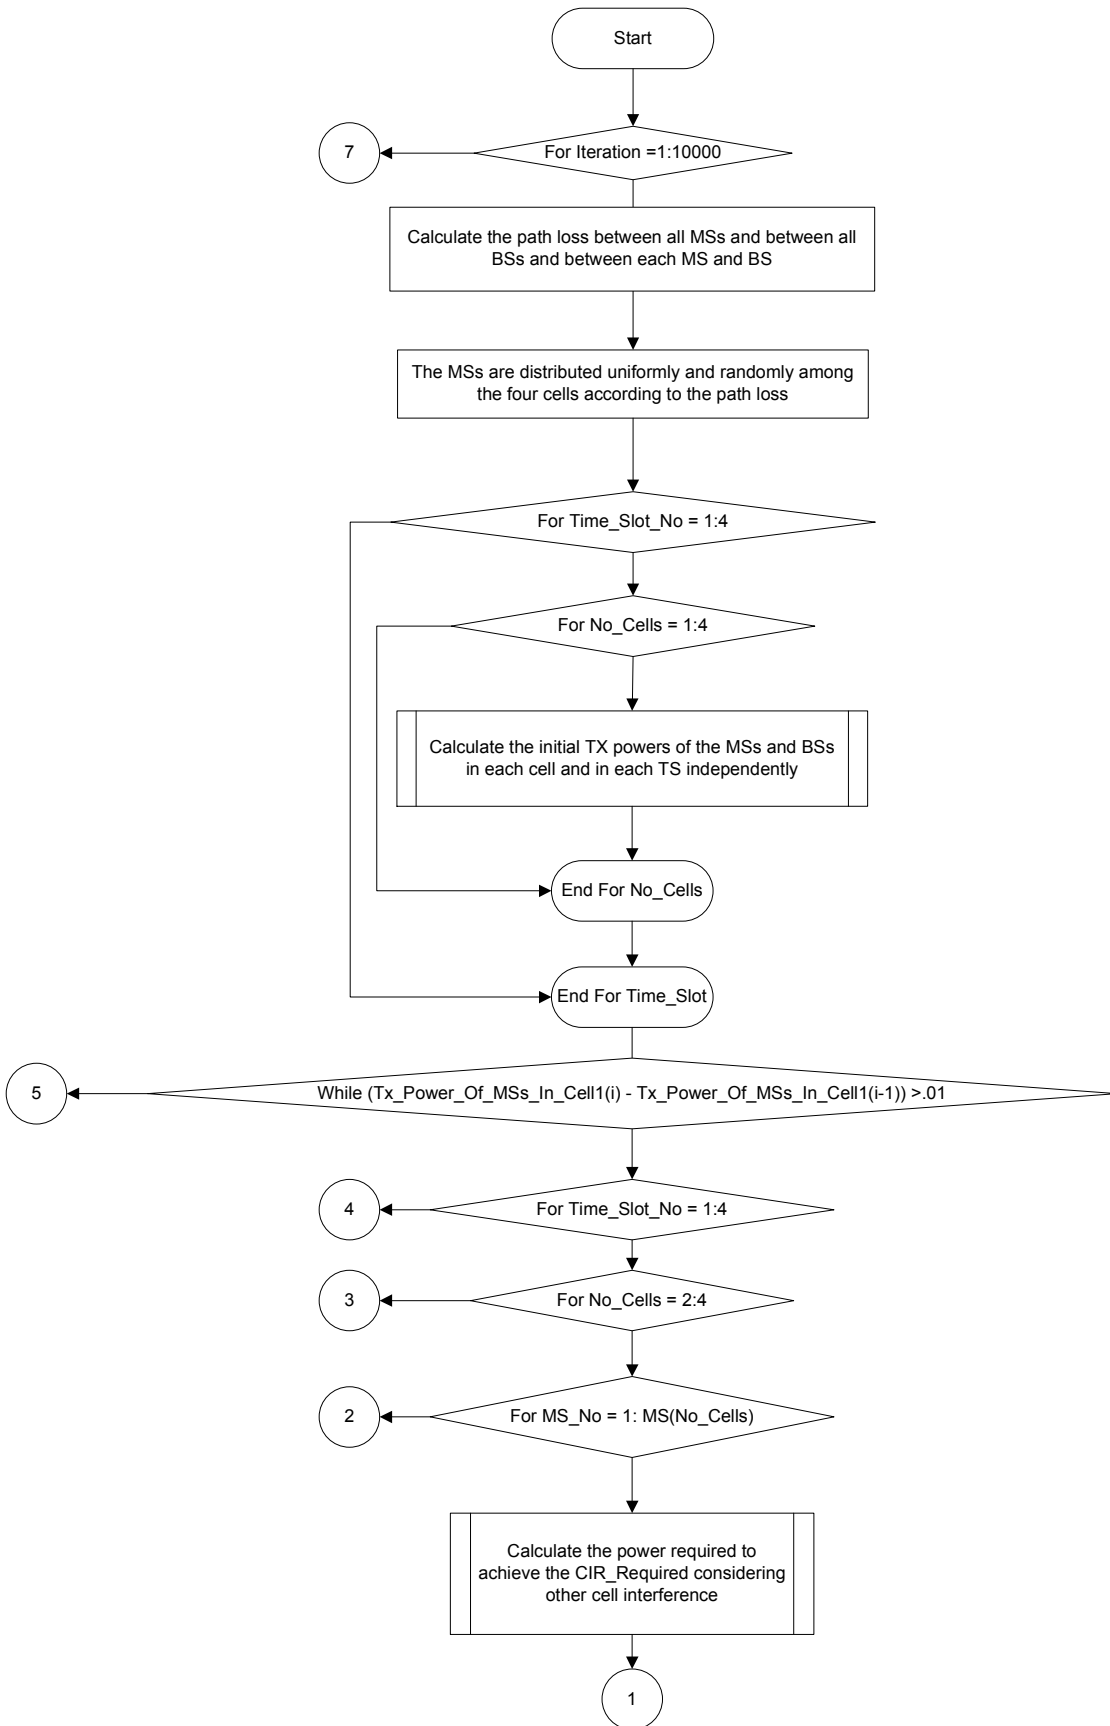 Start
7
For Iteration =1:10000
Calculate the path loss between all MSs and between all
BSs and between each MS and BS
The MSs are distributed uniformly and randomly among
the four cells according to the path loss
For Time_Slot_No = 1:4
For No_Cells = 1:4
Calculate the initial TX powers of the MSs and BSs
in each cell and in each TS independently
End For No_Cells
End For Time_Slot
5
While (Tx_Power_Of_MSs_In_Cell1(i) - Tx_Power_Of_MSs_In_Cell1(i-1)) >.01
4
For Time_Slot_No = 1:4
3
For No_Cells = 2:4
2
For MS_No = 1: MS(No_Cells)
Calculate the power required to
achieve the CIR_Required considering
other cell interference
1